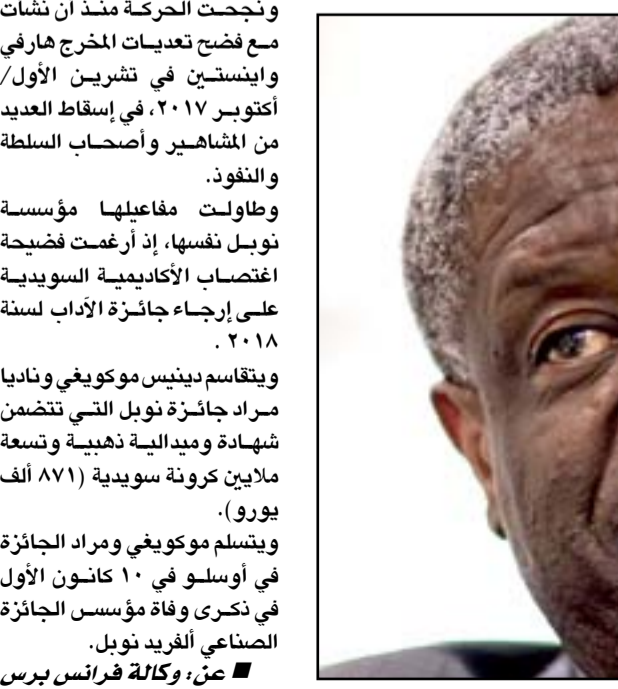 ونجحت الحركة منذ أن نشأت
مع فضح تعديات المخرج هارفي
واينستين في تشرين الأول/
أكتوبر ٢٠١٧، في إسقاط العديد
من المشاهير وأصحاب السلطة
والنفوذ.
وطاولت مفاعيلها مؤسسة
نوبل نفسها، إذ أرغمت فضيحة
اغتصاب الأكاديمية السويدية
على إرجاء جائزة الآداب لسنة
٢٠١٨ .
ويتقاسم دينيس موكويغي وناديا
مراد جائزة نوبل التي تتضمن
شهادة وميدالية ذهبية وتسعة
ملايين كرونة سويدية (٨٧١ ألف
يورو).
ويتسلم موكويغي ومراد الجائزة
في أوسلو في ١٠ كانون الأول
في ذكرى وفاة مؤسس الجائزة
الصناعي ألفريد نوبل.
■ عن: وكالة فرانس برس